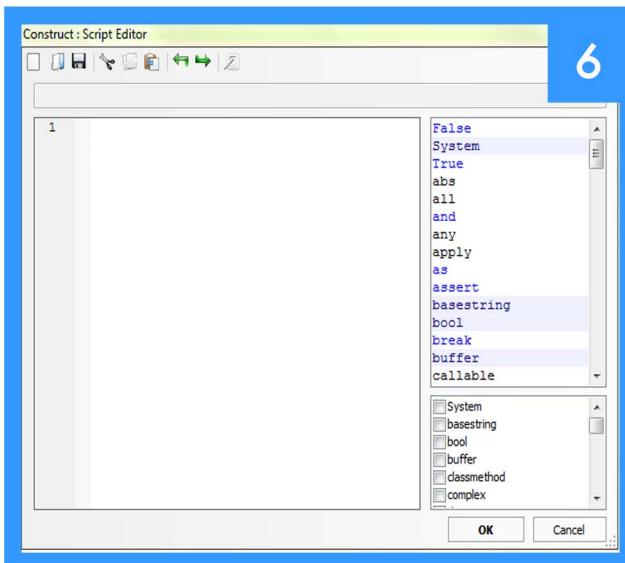 Construct : Script Editor
6
1
False
System
True
abs
all
and
any
apply
as
assert
basestring
bool
break
buffer
callable
System
basestring
bool
buffer
classmethod
complex
OK
Cancel